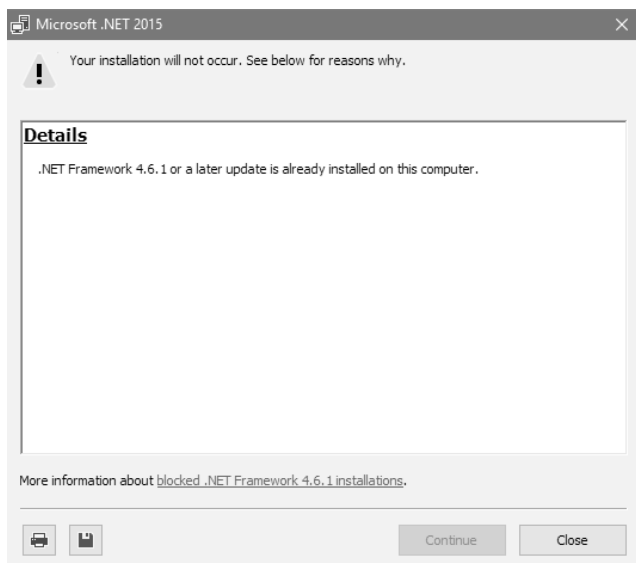 Microsoft .NET 2015
Your installation will not occur. See below for reasons why.
Details
.NET Framework 4.6.1 or a later update is already installed on this computer.
More information about blocked .NET Framework 4.6.1 installations.
Continue
Close